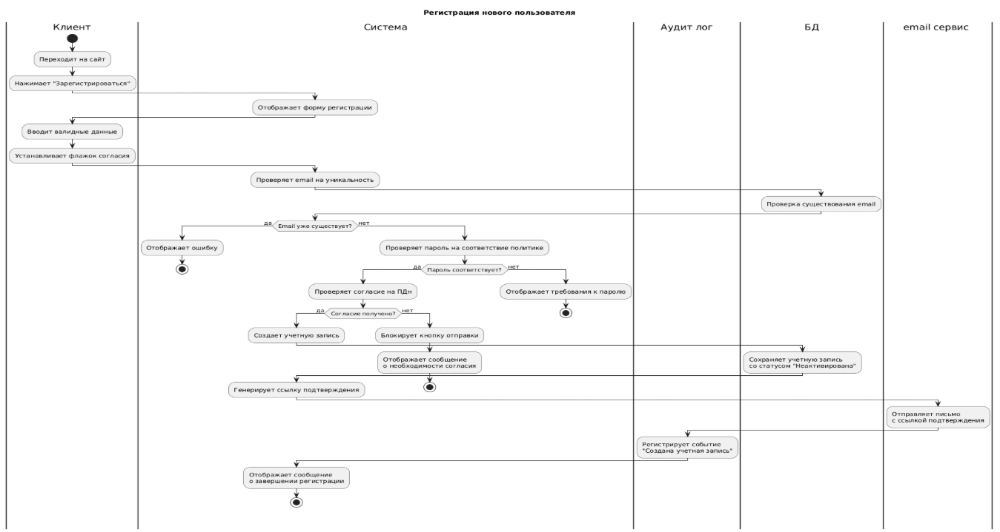 Регистрация нового пользователя
Клиент
Система
Аудит лог
БД
email сервис
Переходит на сайт
Нажимает "Зарегистрироваться"
Отображает форму регистрации
Вводит валидные данные
Устанавливает флажок согласия
Проверяет email на уникальность
Проверка существования email
да
Email уже существует?
нет
Отображает ошибку
Проверяет пароль на соответствие политике
да
Пароль соответствует?
нет
Проверяет согласие на ПДн
Отображает требования к паролю
да
Согласие получено?
нет
Создает учетную запись
Блокирует кнопку отправки
Отображает сообщение
о необходимости согласия
Сохраняет учетную запись
со статусом "Неактивирована"
Генерирует ссылку подтверждения
Отправляет письмо
с ссылкой подтверждения
Регистрирует событие
"Создана учетная запись"
Отображает сообщение
о завершении регистрации